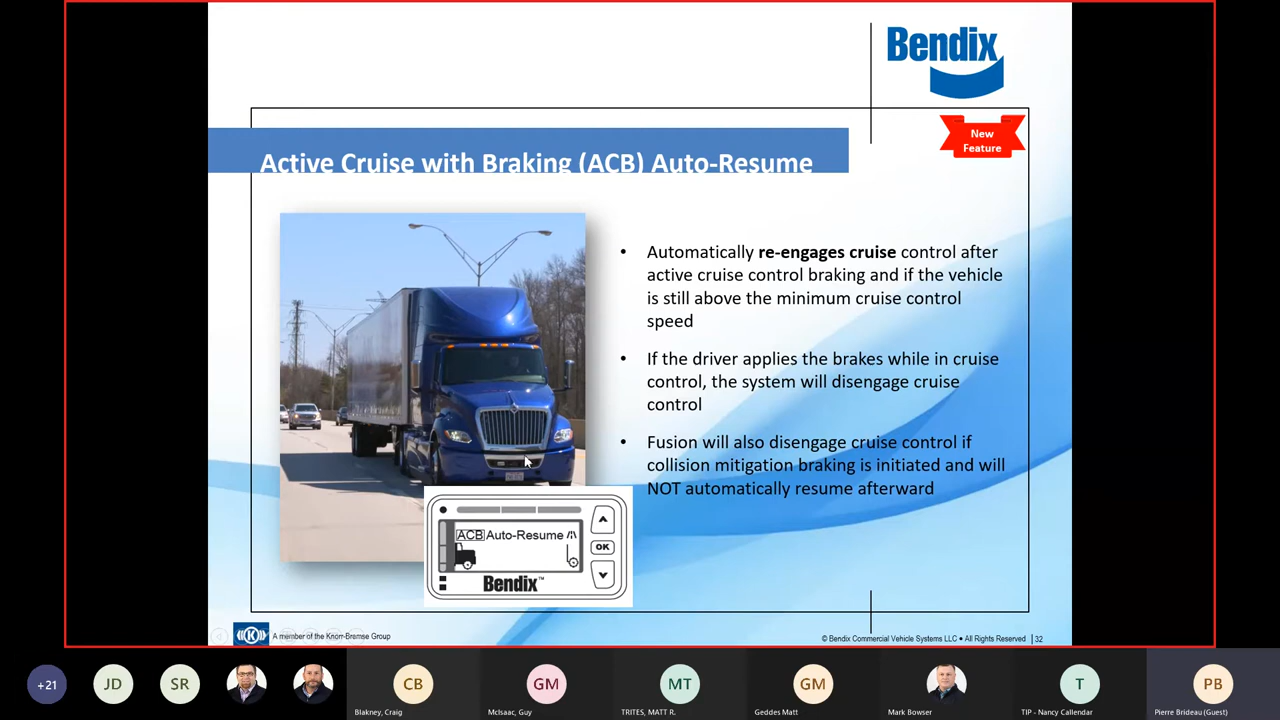 Bendix
New
Feature
Active Cruise with Braking (ACB) Auto-Resume
• Automatically re-engages cruise control after
active cruise control braking and if the vehicle
is still above the minimum cruise control
speed
• If the driver applies the brakes while in cruise
control, the system will disengage cruise
control
• Fusion will also disengage cruise control if
collision mitigation braking is initiated and will
NOT automatically resume afterward
ACB Auto-Resume
OK
Bendix™
A member of the Knorr-Bremse Group
© Bendix Commercial Vehicle Systems LLC • All Rights Reserved | 32
+21
JD
SR
CB
GM
MT
GM
T
PB
Blakney, Craig
McIsaac, Guy
TRITES, MATT R.
Geddes Matt
Mark Bowser
TIP - Nancy Callendar
Pierre Brideau (Guest)